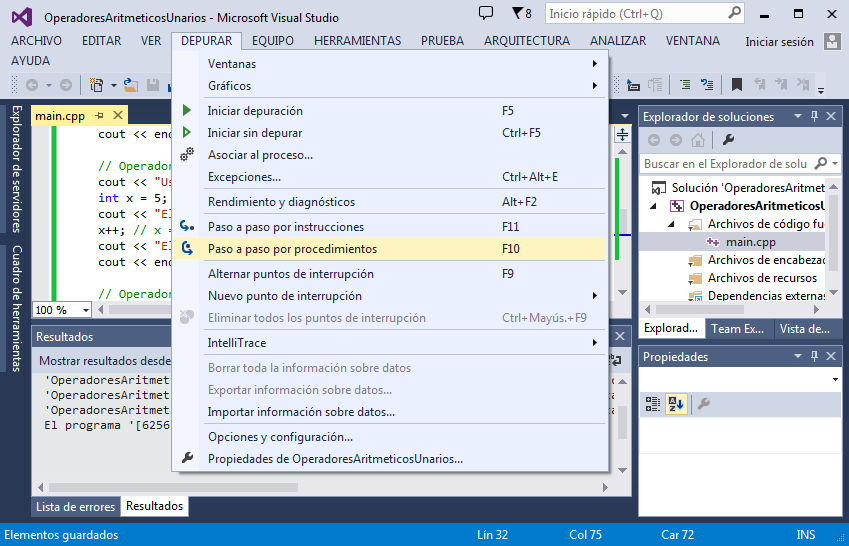 OperadoresAritmeticosUnarios - Microsoft Visual Studio
8
Inicio rápido (Ctrl+Q)
ARCHIVO EDITAR VER DEPURAR EQUIPO HERRAMIENTAS PRUEBA ARQUITECTURA ANALIZAR VENTANA Iniciar sesión
AYUDA
Ventanas
Gráficos
Iniciar depuración F5
Iniciar sin depurar Ctrl+F5
Asociar al proceso...
Excepciones... Ctrl+Alt+E
Rendimiento y diagnósticos Alt+F2
Paso a paso por instrucciones F11
Paso a paso por procedimientos F10
Alternar puntos de interrupción F9
Nuevo punto de interrupción
Eliminar todos los puntos de interrupción Ctrl+Mayús.+F9
IntelliTrace
Borrar toda la información sobre datos
Exportar información sobre datos...
Importar información sobre datos...
Opciones y configuración...
Propiedades de OperadoresAritmeticosUnarios...
Explorador de servidores
Cuadro de herramientas
main.cpp
cout << end
// Operador
cout << "Us
int x = 5;
cout << "El
x++; // x =
cout << "El
cout << end
// Operador
100 %
Resultados
Mostrar resultados desde
'OperadoresAritmet
'OperadoresAritmet
'OperadoresAritmet
El programa '[6256
Lista de errores Resultados
Explorador de soluciones
Buscar en el Explorador de solu
Solución 'OperadoresAritmet
OperadoresAritmeticosU
Archivos de código fu
main.cpp
Archivos de encabezad
Archivos de recursos
Dependencias externas
Explorad... Team Ex... Vista de...
Propiedades
Elementos guardados Lín 32 Col 75 Car 72 INS